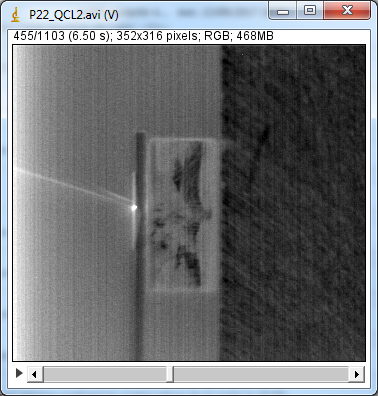 P22_QCL2.avi (V)
455/1103 (6.50 s); 352x316 pixels; RGB; 468MB